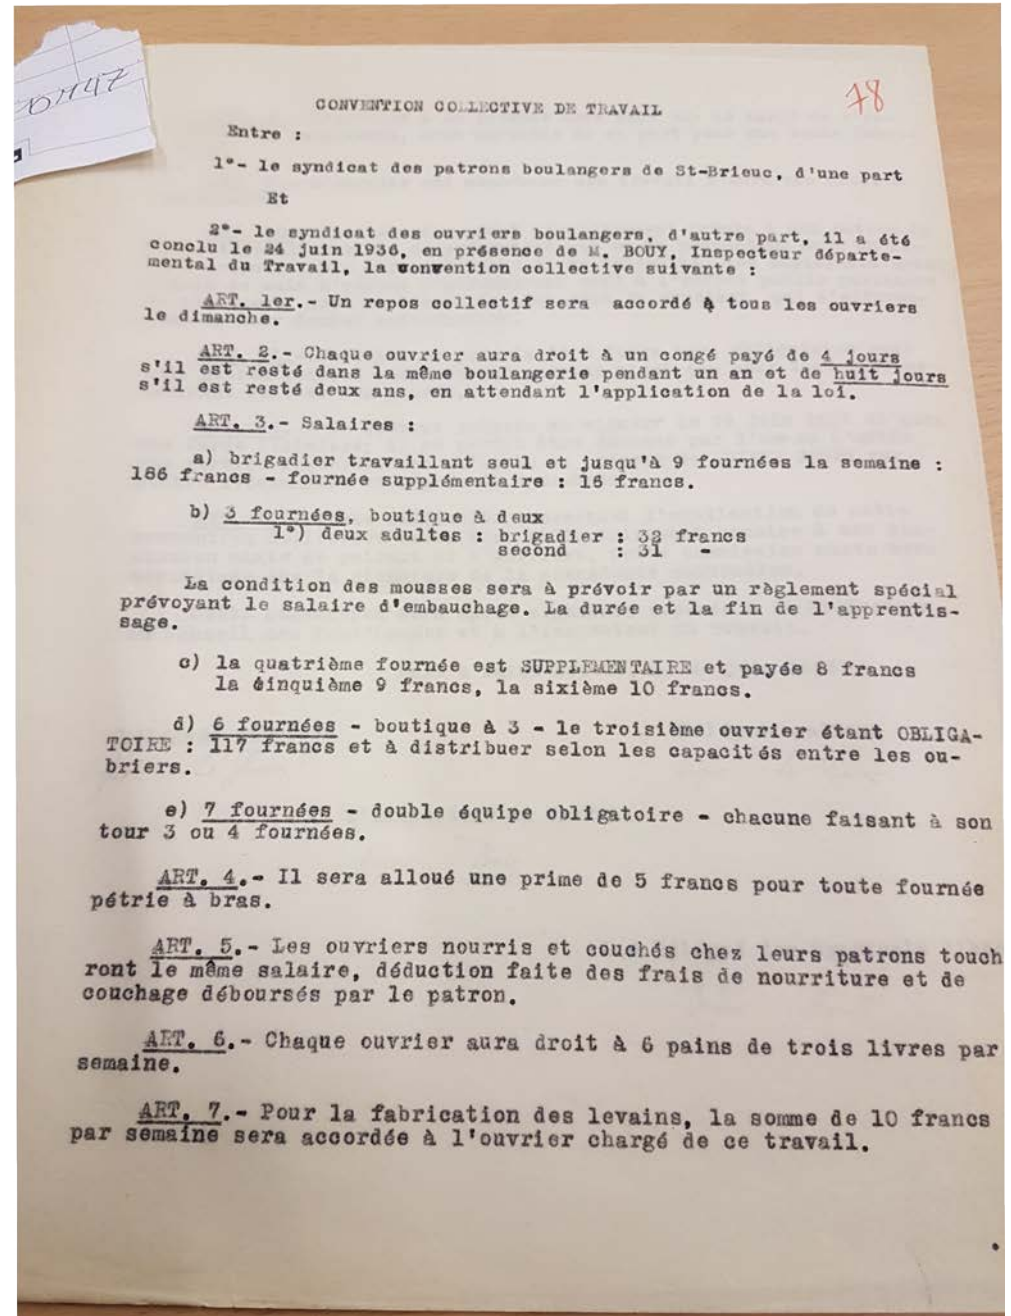 01147
78
CONVENTION COLLECTIVE DE TRAVAIL
Entre :
1°- le syndicat des patrons boulangers de St-Brieuc, d'une part
Et
2°- le syndicat des ouvriers boulangers, d'autre part, il a été
conclu le 24 juin 1936, en présence de M. BOUY, Inspecteur départe-
mental du Travail, la convention collective suivante :
ART. 1er.- Un repos collectif sera accordé à tous les ouvriers
le dimanche.
ART. 2.- Chaque ouvrier aura droit à un congé payé de 4 jours
s'il est resté dans la même boulangerie pendant un an et de huit jours
s'il est resté deux ans, en attendant l'application de la loi.
ART. 3.- Salaires :
a) brigadier travaillant seul et jusqu'à 9 fournées la semaine :
186 francs - fournée supplémentaire : 16 francs.
b) 3 fournées, boutique à deux
1°) deux adultes : brigadier : 32 francs
second : 31 -
La condition des mousses sera à prévoir par un règlement spécial
prévoyant le salaire d'embauchage. La durée et la fin de l'apprentis-
sage.
c) la quatrième fournée est SUPPLEMENTAIRE et payée 8 francs
la cinquième 9 francs, la sixième 10 francs.
d) 6 fournées - boutique à 3 - le troisième ouvrier étant OBLIGA-
TOIRE : 117 francs et à distribuer selon les capacités entre les ou-
briers.
e) 7 fournées - double équipe obligatoire - chacune faisant à son
tour 3 ou 4 fournées.
ART. 4.- Il sera alloué une prime de 5 francs pour toute fournée
pétrie à bras.
ART. 5.- Les ouvriers nourris et couchés chez leurs patrons touch
ront le même salaire, déduction faite des frais de nourriture et de
couchage déboursés par le patron.
ART. 6.- Chaque ouvrier aura droit à 6 pains de trois livres par
semaine.
ART. 7.- Pour la fabrication des levains, la somme de 10 francs
par semaine sera accordée à l'ouvrier chargé de ce travail.